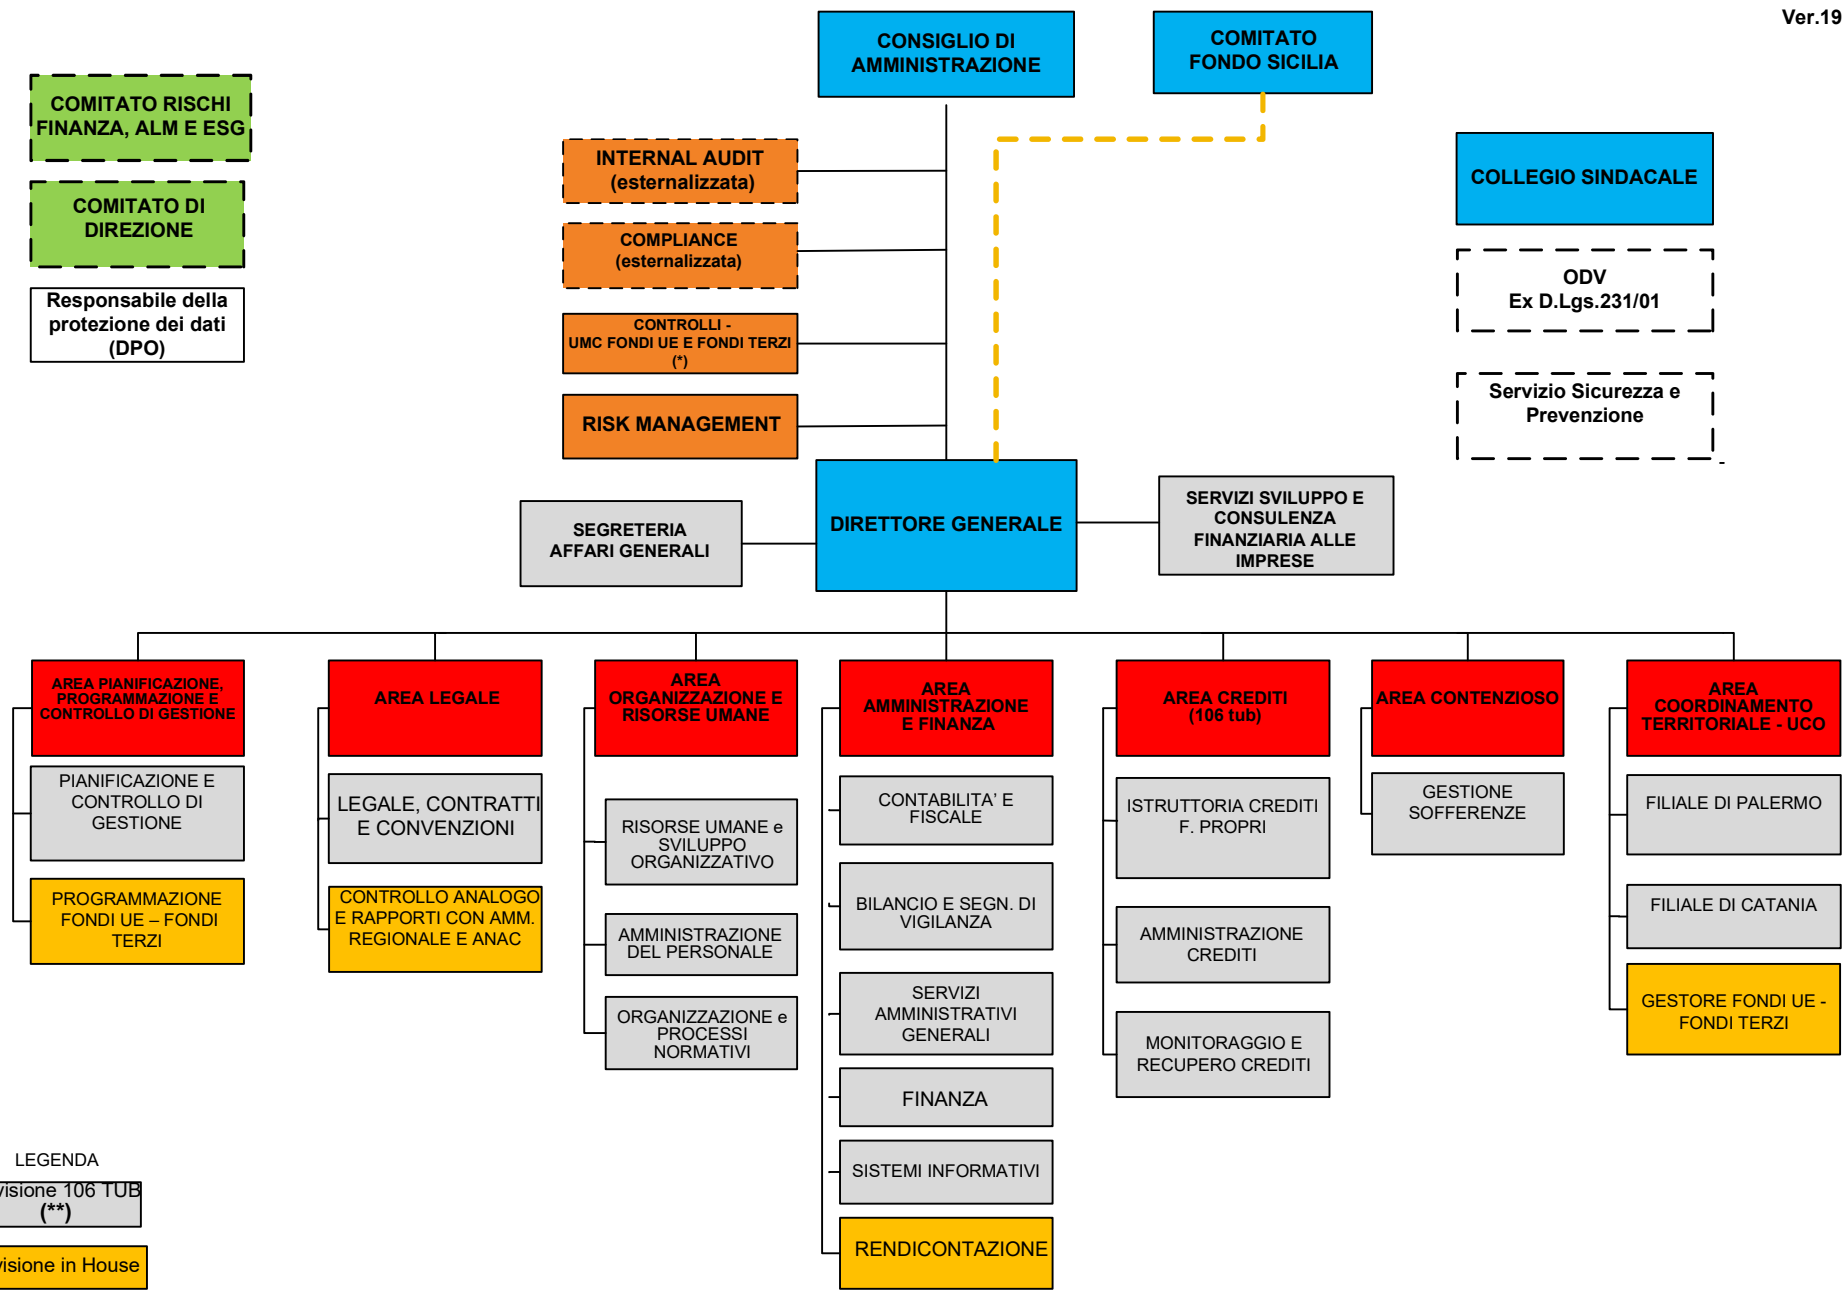 Ver.19
CONSIGLIO DI
AMMINISTRAZIONE
COMITATO
FONDO SICILIA
COMITATO RISCHI
FINANZA, ALM E ESG
COMITATO DI
DIREZIONE
Responsabile della
protezione dei dati
(DPO)
INTERNAL AUDIT
(esternalizzata)
COMPLIANCE
(esternalizzata)
CONTROLLI -
UMC FONDI UE E FONDI TERZI
(*)
RISK MANAGEMENT
COLLEGIO SINDACALE
ODV
Ex D.Lgs.231/01
Servizio Sicurezza e
Prevenzione
SEGRETERIA
AFFARI GENERALI
DIRETTORE GENERALE
SERVIZI SVILUPPO E
CONSULENZA
FINANZIARIA ALLE
IMPRESE
AREA PIANIFICAZIONE,
PROGRAMMAZIONE E
CONTROLLO DI GESTIONE
PIANIFICAZIONE E
CONTROLLO DI
GESTIONE
PROGRAMMAZIONE
FONDI UE – FONDI
TERZI
AREA LEGALE
LEGALE, CONTRATTI
E CONVENZIONI
CONTROLLO ANALOGO
E RAPPORTI CON AMM.
REGIONALE E ANAC
AREA
ORGANIZZAZIONE E
RISORSE UMANE
RISORSE UMANE e
SVILUPPO
ORGANIZZATIVO
AMMINISTRAZIONE
DEL PERSONALE
ORGANIZZAZIONE e
PROCESSI
NORMATIVI
AREA
AMMINISTRAZIONE
E FINANZA
CONTABILITA' E
FISCALE
BILANCIO E SEGN. DI
VIGILANZA
SERVIZI
AMMINISTRATIVI
GENERALI
FINANZA
SISTEMI INFORMATIVI
RENDICONTAZIONE
AREA CREDITI
(106 tub)
ISTRUTTORIA CREDITI
F. PROPRI
AMMINISTRAZIONE
CREDITI
MONITORAGGIO E
RECUPERO CREDITI
AREA CONTENZIOSO
GESTIONE
SOFFERENZE
AREA
COORDINAMENTO
TERRITORIALE - UCO
FILIALE DI PALERMO
FILIALE DI CATANIA
GESTORE FONDI UE -
FONDI TERZI
LEGENDA
visione 106 TUB
(**)
visione in House